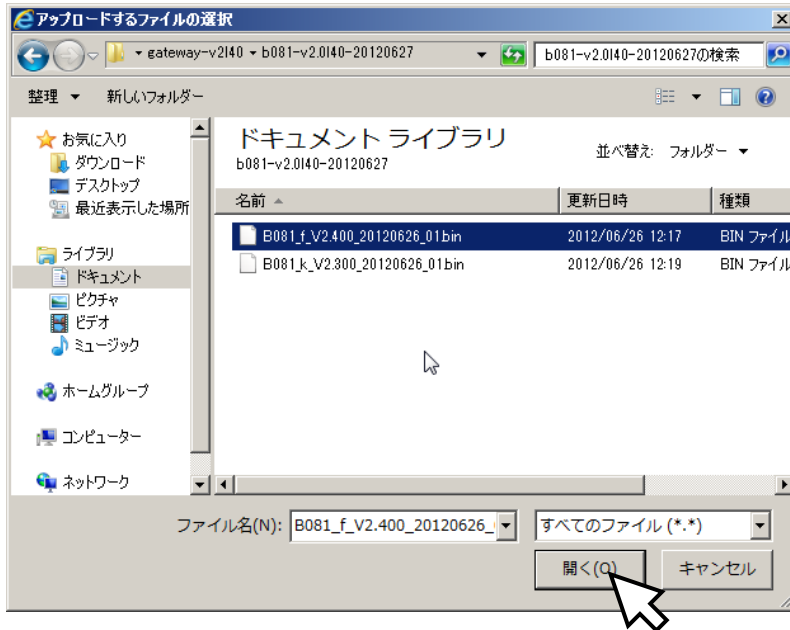 アップロードするファイルの選択
gateway-v2I40 ▾ b081-v2.0I40-20120627
b081-v2.0I40-20120627の検索
整理 ▼ 新しいフォルダー
お気に入り
ダウンロード
デスクトップ
最近表示した場所
ライブラリ
ドキュメント
ピクチャ
ビデオ
ミュージック
ホームグループ
コンピューター
ネットワーク
ドキュメント ライブラリ
b081-v2.0I40-20120627
並べ替え: フォルダー ▼
名前 更新日時 種類
B081_f_V2.400_20120626_01.bin 2012/06/26 12:17 BIN ファイル
B081_k_V2.300_20120626_01.bin 2012/06/26 12:19 BIN ファイル
ファイル名(N): B081_f_V2.400_20120626_ すべてのファイル (*.*)
開く(O) キャンセル